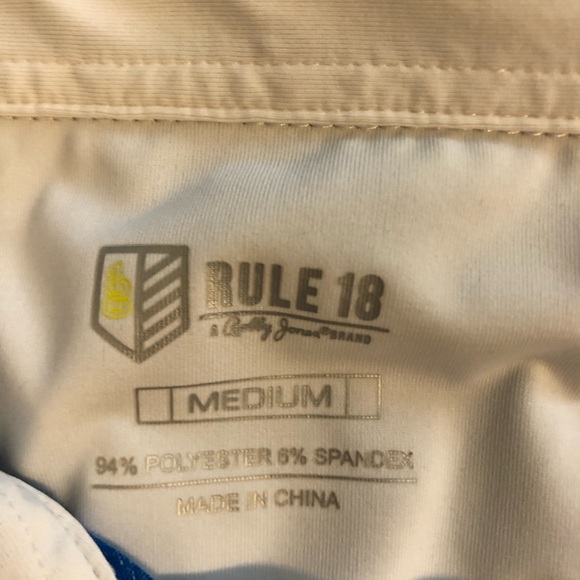 RULE 18
A Bobby Jones® BRAND
MEDIUM
94% POLYESTER 6% SPANDEX
MADE IN CHINA